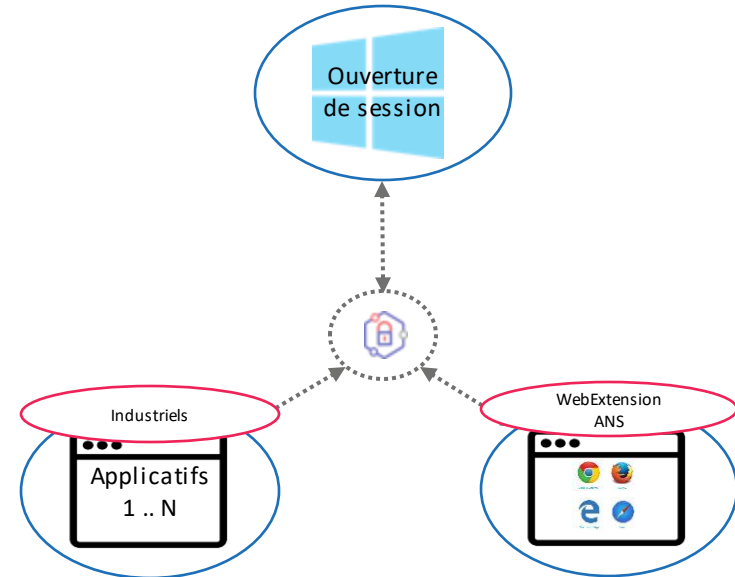 Ouverture
de session
Industriels
Applicatifs
1 .. N
WebExtension
ANS